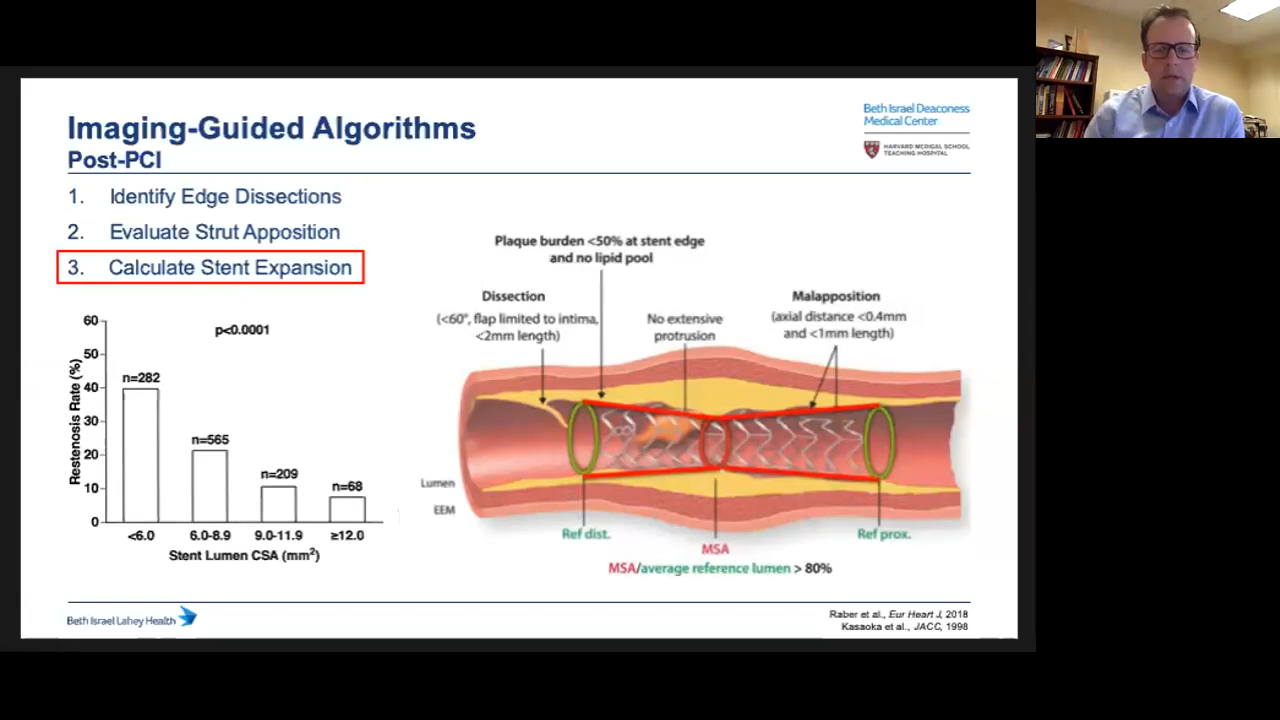 Imaging-Guided Algorithms
Post-PCI
Beth Israel Deaconess
Medical Center
HARVARD MEDICAL SCHOOL
TEACHING HOSPITAL
1. Identify Edge Dissections
2. Evaluate Strut Apposition
3. Calculate Stent Expansion
60
50
40
30
20
10
0
Restenosis Rate (%)
p<0.0001
n=282
n=565
n=209
n=68
<6.0
6.0-8.9
9.0-11.9
≥12.0
Stent Lumen CSA (mm²)
Plaque burden <50% at stent edge
and no lipid pool
Dissection
(<60°, flap limited to intima,
<2mm length)
No extensive
protrusion
Malapposition
(axial distance <0.4mm
and <1mm length)
Lumen
EEM
Ref dist.
MSA
Ref prox.
MSA/average reference lumen > 80%
Beth Israel Lahey Health
Raber et al., Eur Heart J, 2018
Kasaoka et al., JACC, 1998